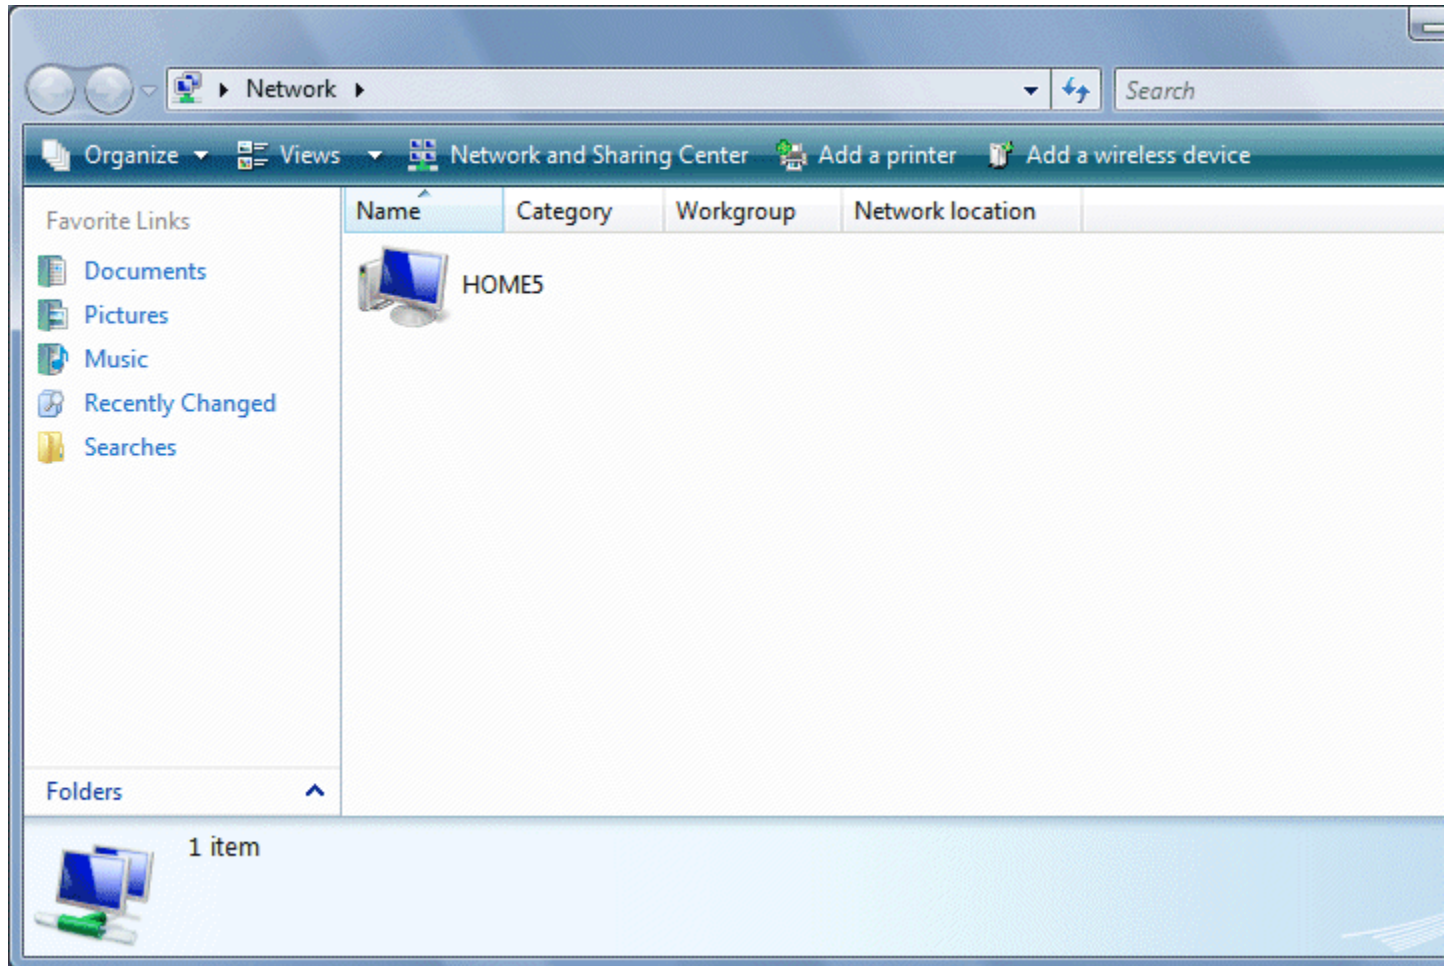 Network
Search
Organize Views Network and Sharing Center Add a printer Add a wireless device
Favorite Links
Documents
Pictures
Music
Recently Changed
Searches
Folders
Name Category Workgroup Network location
HOME5
1 item